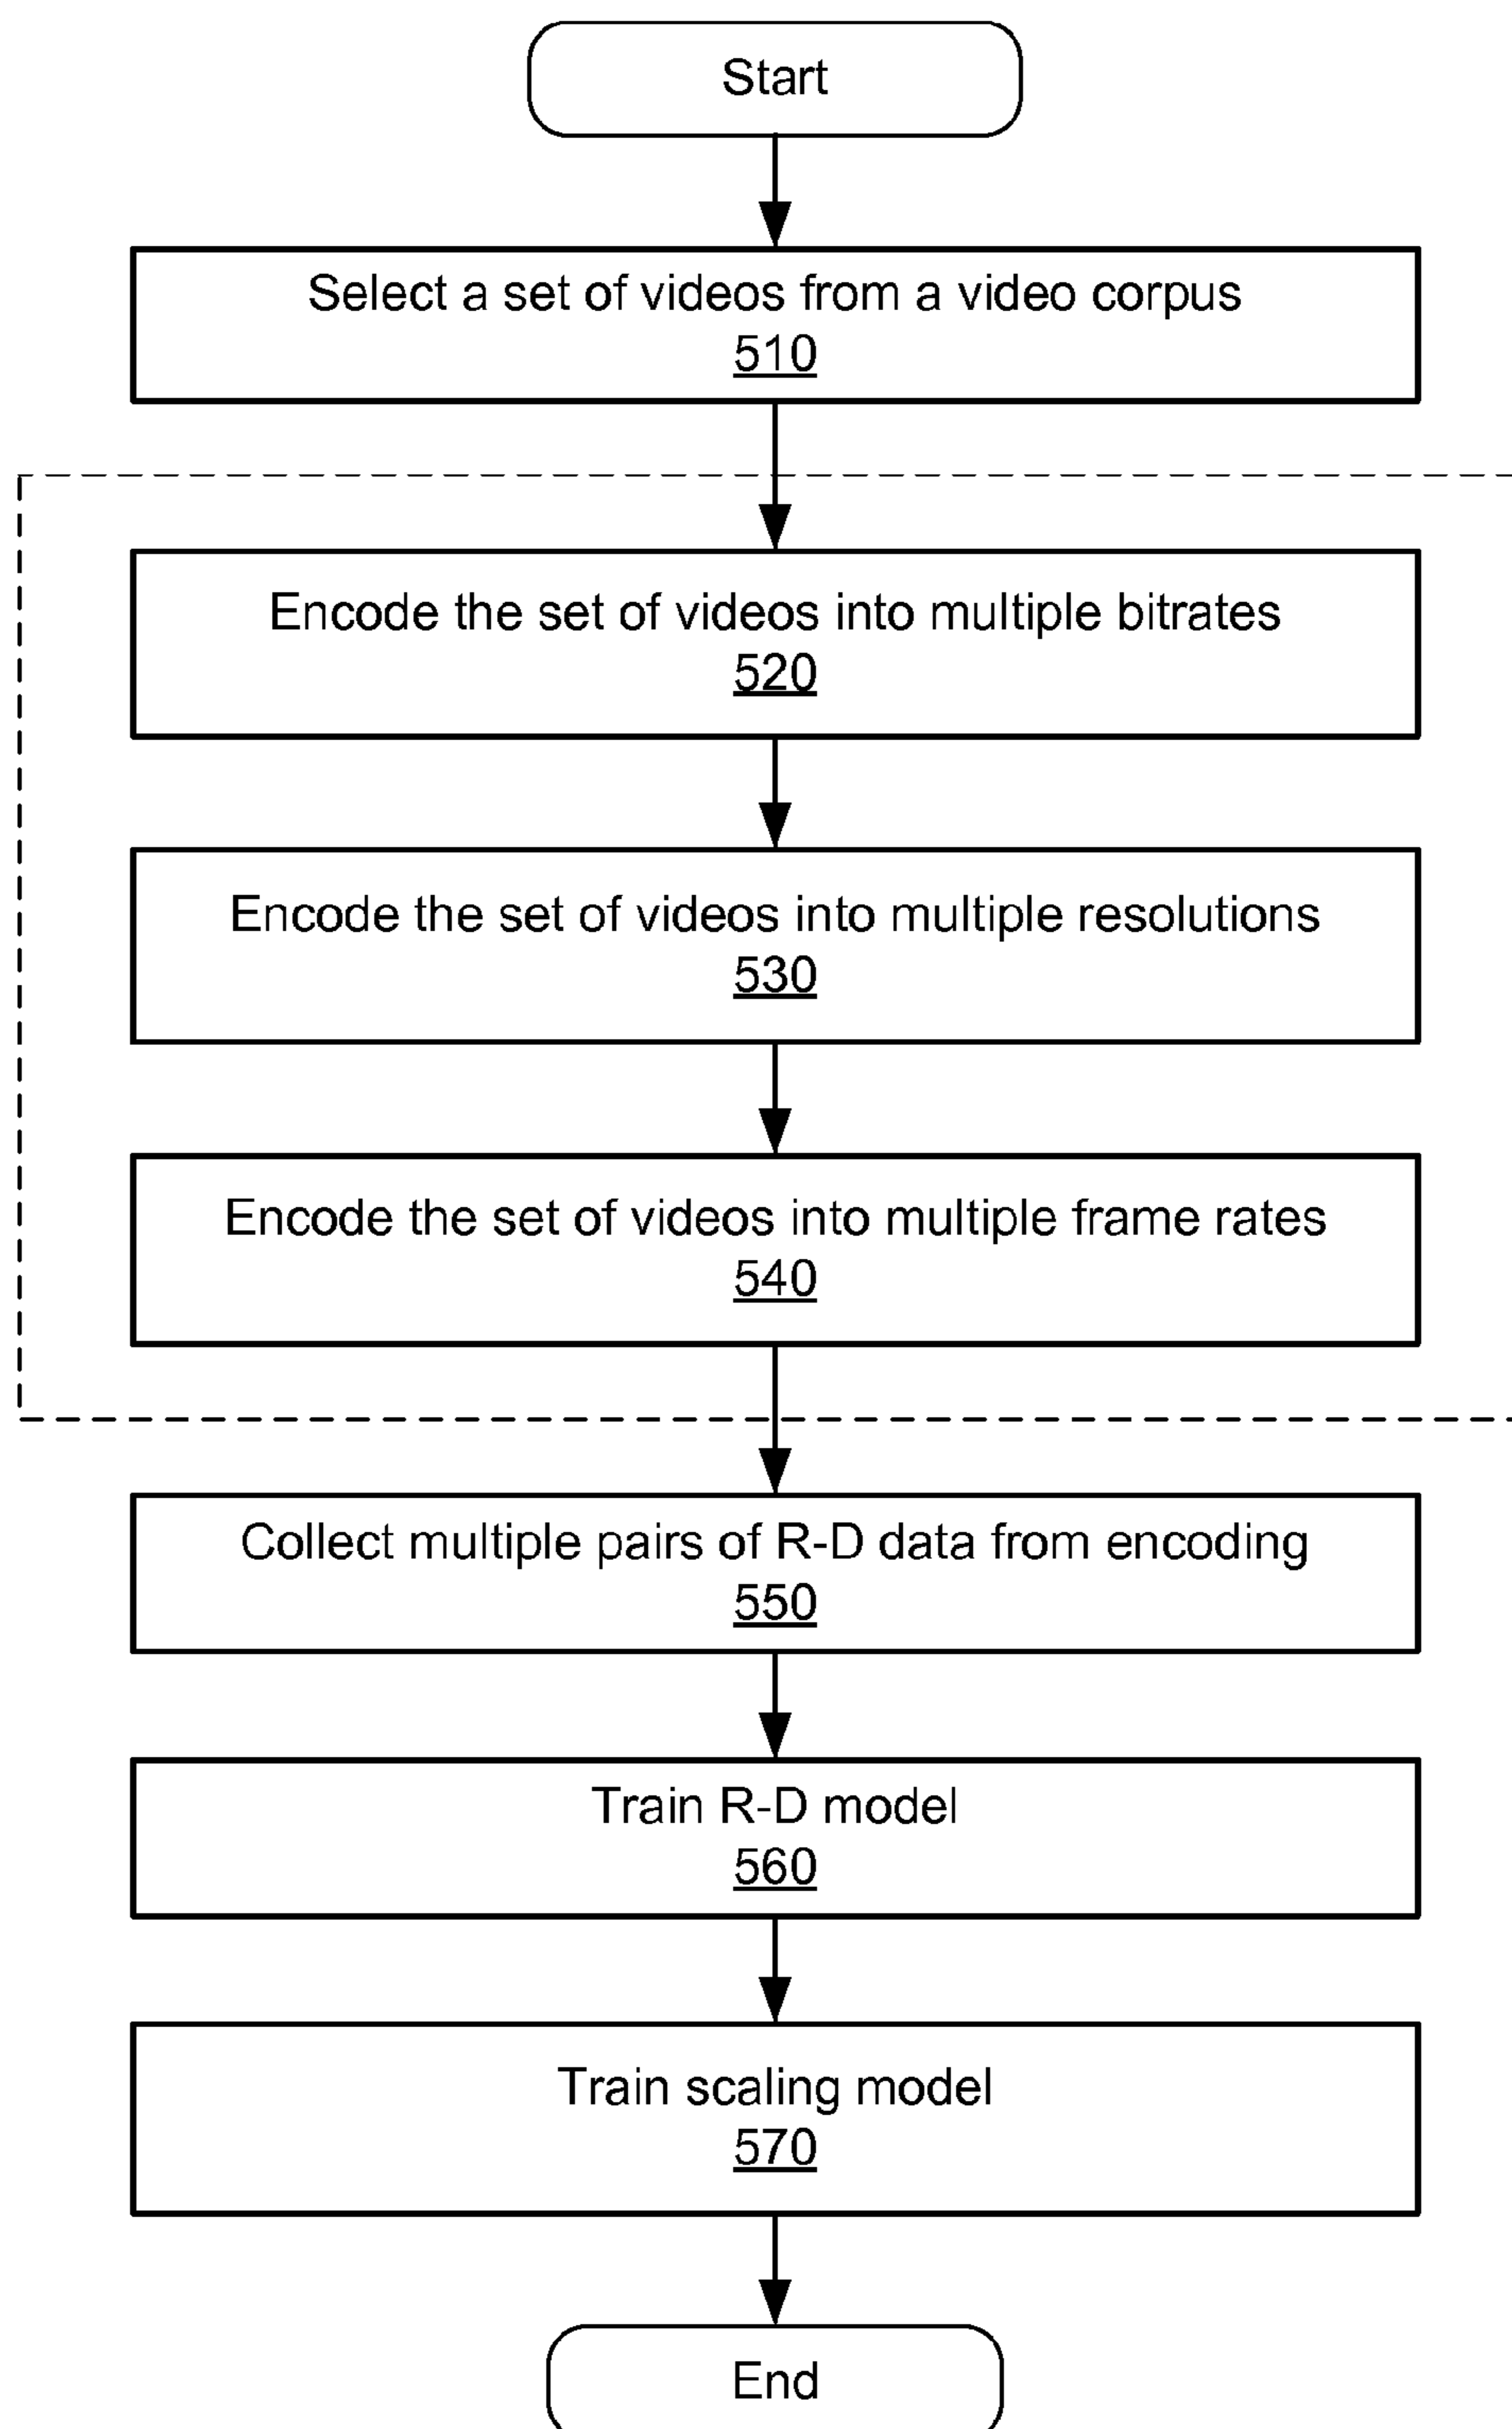 Start
Select a set of videos from a video corpus
510
Encode the set of videos into multiple bitrates
520
Encode the set of videos into multiple resolutions
530
Encode the set of videos into multiple frame rates
540
Collect multiple pairs of R-D data from encoding
550
Train R-D model
560
Train scaling model
570
End